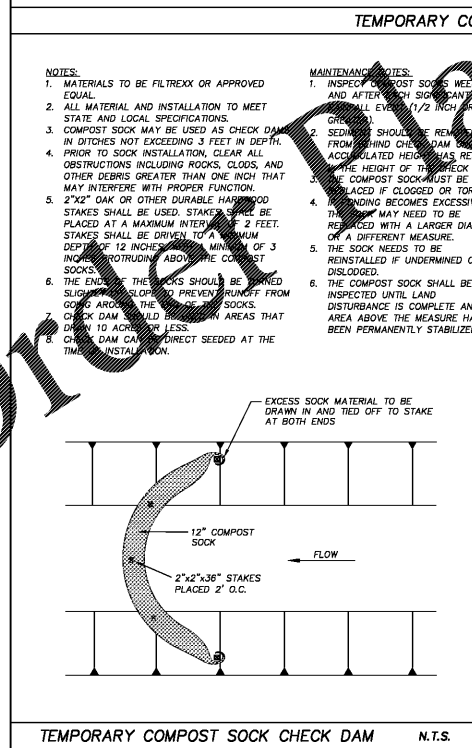 TEMPORARY CO
NOTES:
1. MATERIALS TO BE FILTREXX OR APPROVED
EQUAL.
2. ALL MATERIAL AND INSTALLATION TO MEET
STATE AND LOCAL SPECIFICATIONS.
3. COMPOST SOCK MAY BE USED AS CHECK DAMS
IN DITCHES NOT EXCEEDING 3 FEET IN DEPTH.
4. PRIOR TO SOCK INSTALLATION, CLEAR ALL
OBSTRUCTIONS INCLUDING ROCKS, CLODS, AND
OTHER DEBRIS GREATER THAN ONE INCH THAT
MAY INTERFERE WITH PROPER FUNCTION.
5. 2"X2" OAK OR OTHER DURABLE HARDWOOD
STAKES SHALL BE USED. STAKES SHALL BE
PLACED AT A MAXIMUM INTERVAL OF 2 FEET.
STAKES SHALL BE DRIVEN TO A MINIMUM
DEPTH OF 12 INCHES, MINIMUM OF 3
INCHES PROTRUDING ABOVE THE COMPOST
SOCKS.
6. THE ENDS OF THE SOCKS SHOULD BE TURNED
SLIGHTLY UP SLOPE TO PREVENT RUNOFF FROM
GOING AROUND THE END OF THE SOCKS.
7. CHECK DAM SHOULD BE USED IN AREAS THAT
DRAIN 10 ACRES OR LESS.
8. CHECK DAM CAN BE DIRECT SEEDED AT THE
TIME OF INSTALLATION.
MAINTENANCE NOTES:
1. INSPECT COMPOST SOCKS WEE
AND AFTER EACH SIGNIFICANT
RAINFALL EVENT (1/2 INCH OR
GREATER).
2. SEDIMENT SHOULD BE REMOVE
FROM BEHIND CHECK DAM ONC
ACCUMULATED HEIGHT HAS RE
THE HEIGHT OF THE CHECK
3. THE COMPOST SOCK MUST BE
REPLACED IF CLOGGED OR TOR
4. IF PONDING BECOMES EXCESSIV
THE SOCK MAY NEED TO BE
REPLACED WITH A LARGER DIA
OR A DIFFERENT MEASURE.
5. THE SOCK NEEDS TO BE
REINSTALLED IF UNDERMINED O
DISLODGED.
6. THE COMPOST SOCK SHALL BE
INSPECTED UNTIL LAND
DISTURBANCE IS COMPLETE AN
AREA ABOVE THE MEASURE HA
BEEN PERMANENTLY STABILIZE
order Pla
EXCESS SOCK MATERIAL TO BE
DRAWN IN AND TIED OFF TO STAKE
AT BOTH ENDS
12" COMPOST
SOCK
FLOW
2"x2"x36" STAKES
PLACED 2' O.C.
TEMPORARY COMPOST SOCK CHECK DAM N.T.S.